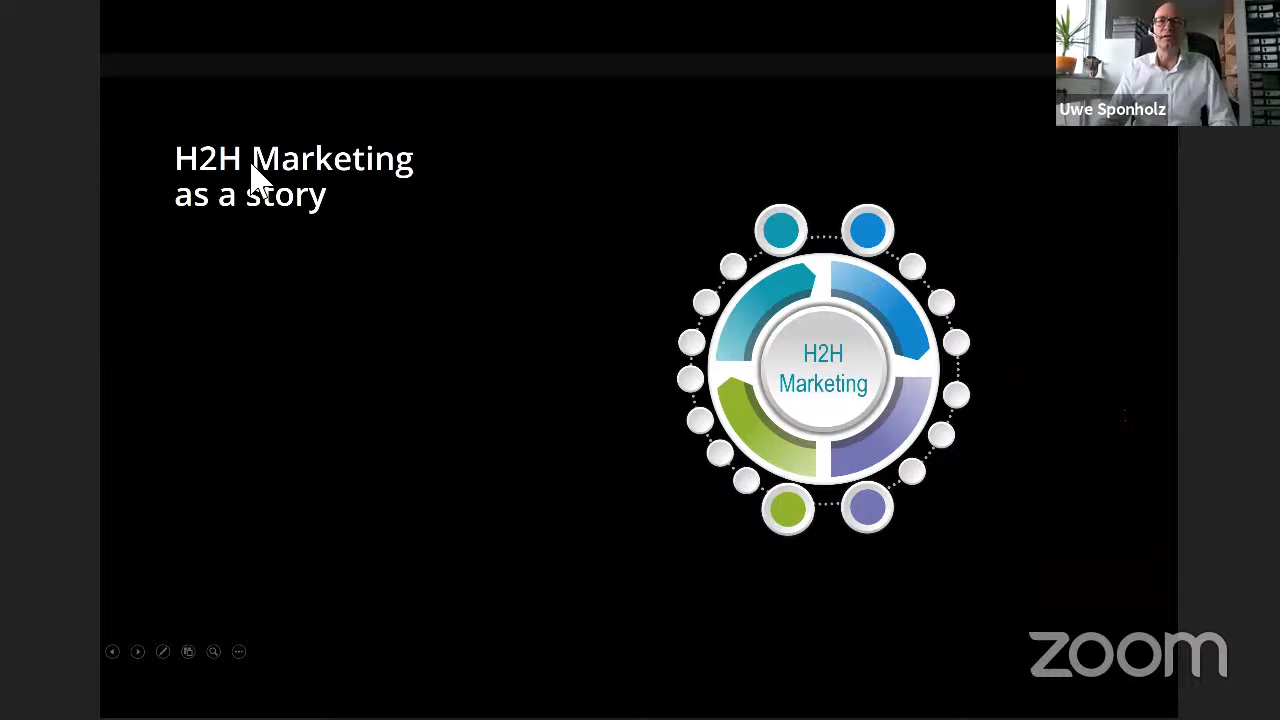 Uwe Sponholz
H2H Marketing
as a story
H2H
Marketing
zoom